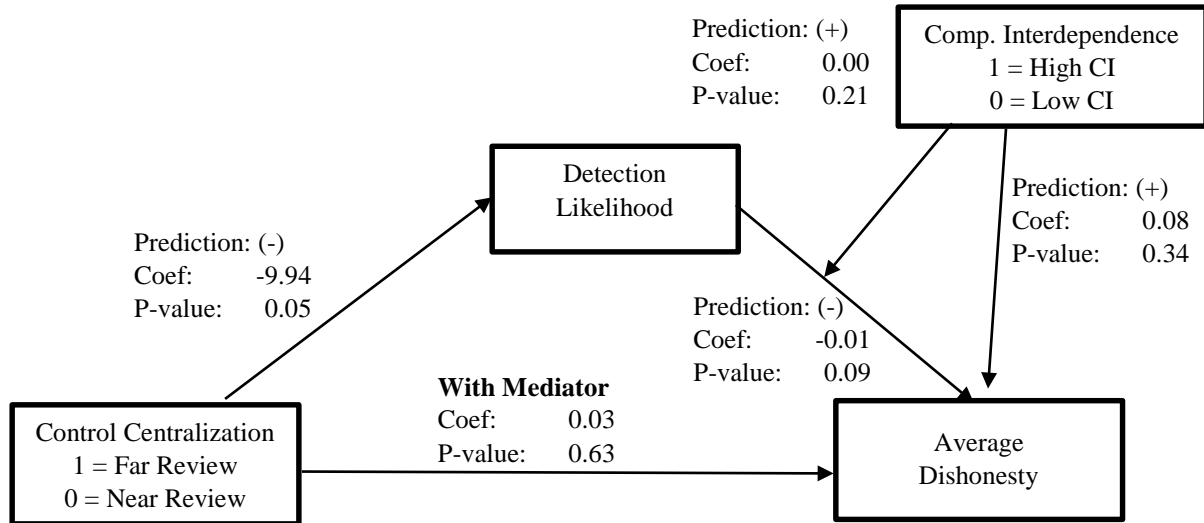 Prediction: (+)
Coef: 0.00
P-value: 0.21
Comp. Interdependence
1 = High CI
0 = Low CI
Detection
Likelihood
Prediction: (+)
Coef: 0.08
P-value: 0.34
Prediction: (-)
Coef: -9.94
P-value: 0.05
Prediction: (-)
Coef: -0.01
P-value: 0.09
With Mediator
Coef: 0.03
P-value: 0.63
Control Centralization
1 = Far Review
0 = Near Review
Average
Dishonesty